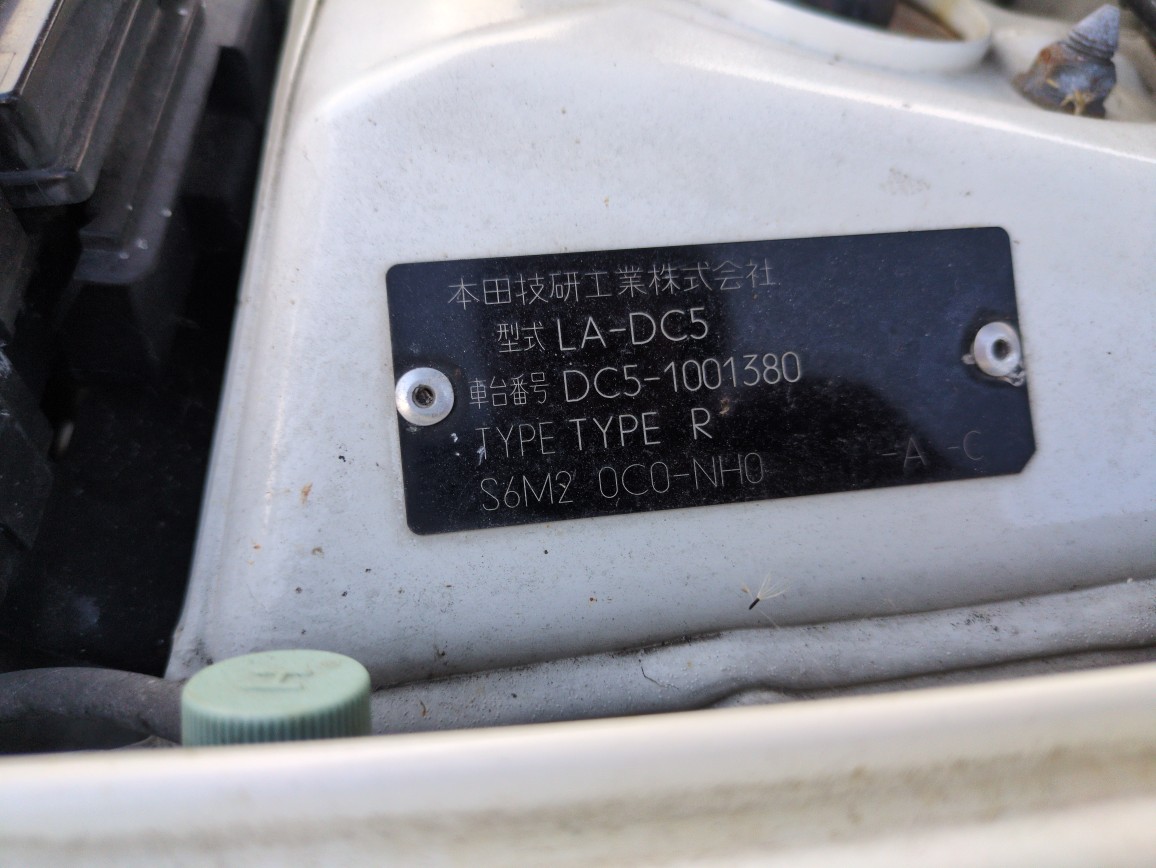 本田技研工業株式会社
型式 LA-DC5
車台番号 DC5-1001380
TYPE TYPE R
S6M2 0C0-NH0 -A -C